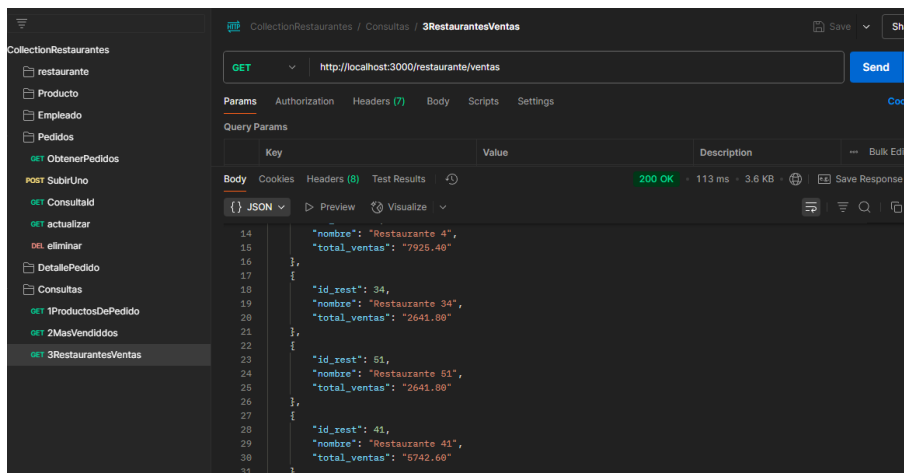 CollectionRestaurantes / Consultas / 3RestaurantesVentas
Save
Sh
CollectionRestaurantes
restaurante
Producto
Empleado
Pedidos
GET ObtenerPedidos
POST SubirUno
GET ConsultaId
GET actualizar
DEL eliminar
DetallePedido
Consultas
GET 1ProductosDePedido
GET 2MasVendiddos
GET 3RestaurantesVentas
GET http://localhost:3000/restaurante/ventas
Send
Params Authorization Headers (7) Body Scripts Settings
Coo
Query Params
Key Value Description ••• Bulk Edi
Body Cookies Headers (8) Test Results
200 OK • 113 ms • 3.6 KB Save Response
{} JSON Preview Visualize
14 "nombre": "Restaurante 4",
15 "total_ventas": "7925.40"
16 },
17 {
18 "id_rest": 34,
19 "nombre": "Restaurante 34",
20 "total_ventas": "2641.80"
21 },
22 {
23 "id_rest": 51,
24 "nombre": "Restaurante 51",
25 "total_ventas": "2641.80"
26 },
27 {
28 "id_rest": 41,
29 "nombre": "Restaurante 41",
30 "total_ventas": "5742.60"
31 }